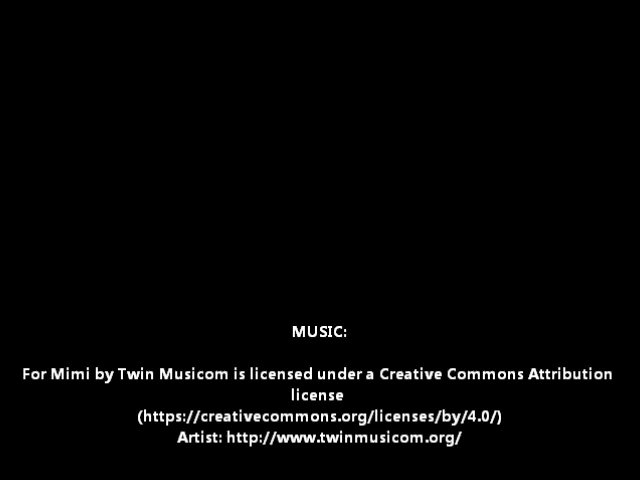 MUSIC:
For Mimi by Twin Musicom is licensed under a Creative Commons Attribution
license
(https://creativecommons.org/licenses/by/4.0/)
Artist: http://www.twinmusicom.org/